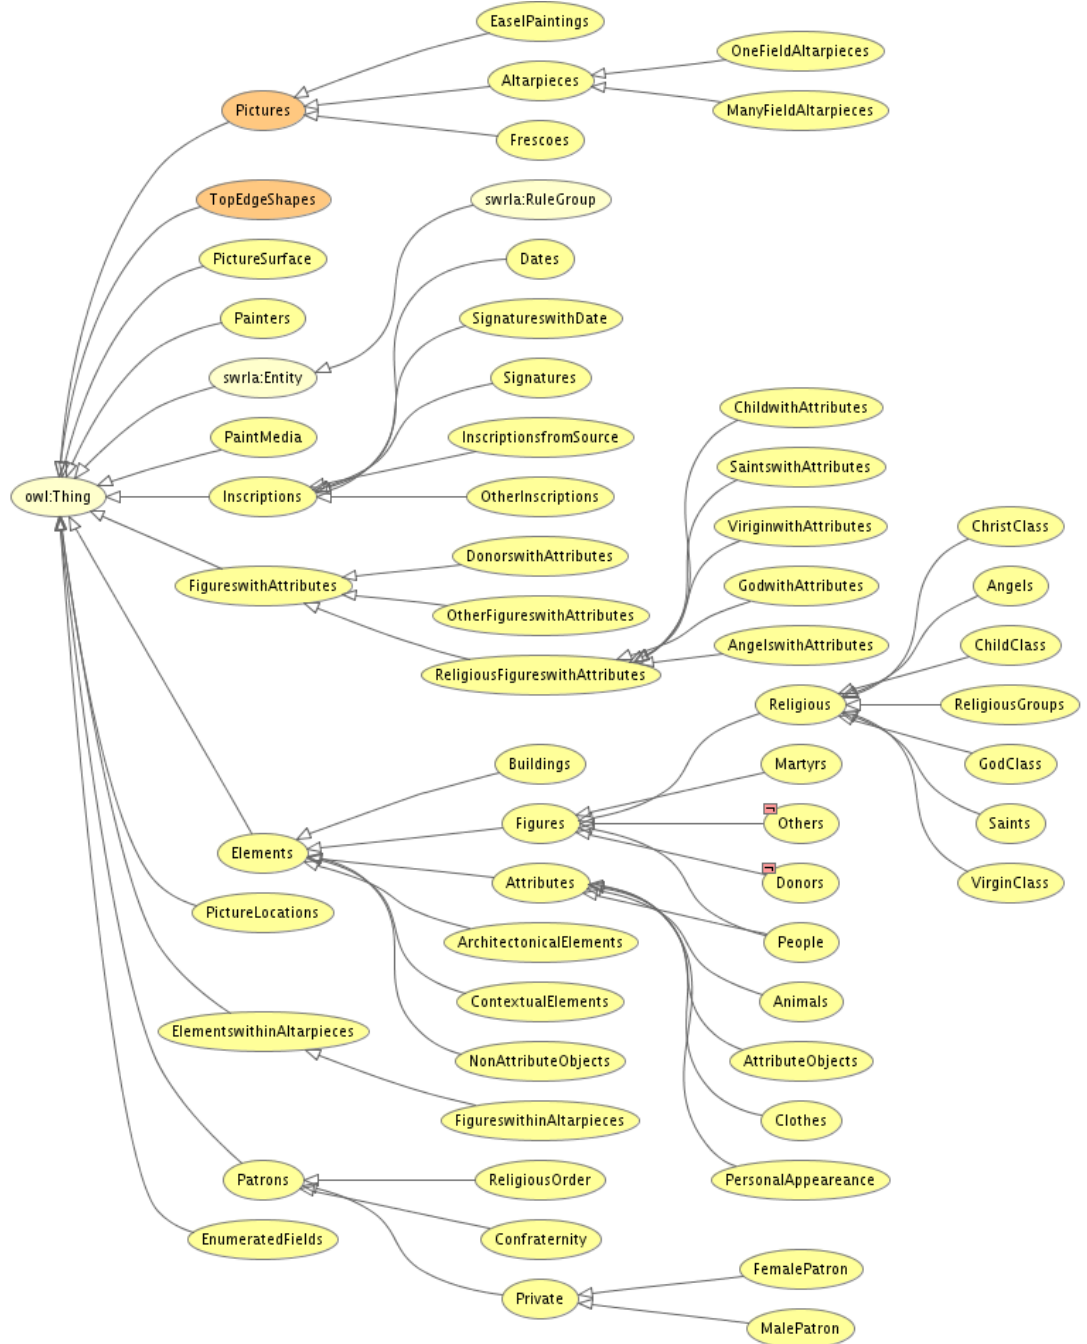 EaselPaintings
OneFieldAltarpieces
Altarpieces
Pictures
ManyFieldAltarpieces
Frescoes
TopEdgeShapes
swrla:RuleGroup
PictureSurface
Dates
Painters
SignatureswithDate
swrla:Entity
Signatures
ChildwithAttributes
PaintMedia
InscriptionsfromSource
SaintswithAttributes
owl:Thing
Inscriptions
OtherInscriptions
ViriginwithAttributes
ChristClass
DonorswithAttributes
FigureswithAttributes
GodwithAttributes
Angels
OtherFigureswithAttributes
AngelswithAttributes
ChildClass
ReligiousFigureswithAttributes
Religious
ReligiousGroups
Buildings
Martyrs
GodClass
Figures
Others
Saints
Elements
Attributes
Donors
VirginClass
PictureLocations
ArchitectonicalElements
People
ContextualElements
Animals
ElementswithinAltarpieces
NonAttributeObjects
AttributeObjects
FigureswithinAltarpieces
Clothes
Patrons
ReligiousOrder
PersonalAppeareance
EnumeratedFields
Confraternity
FemalePatron
Private
MalePatron